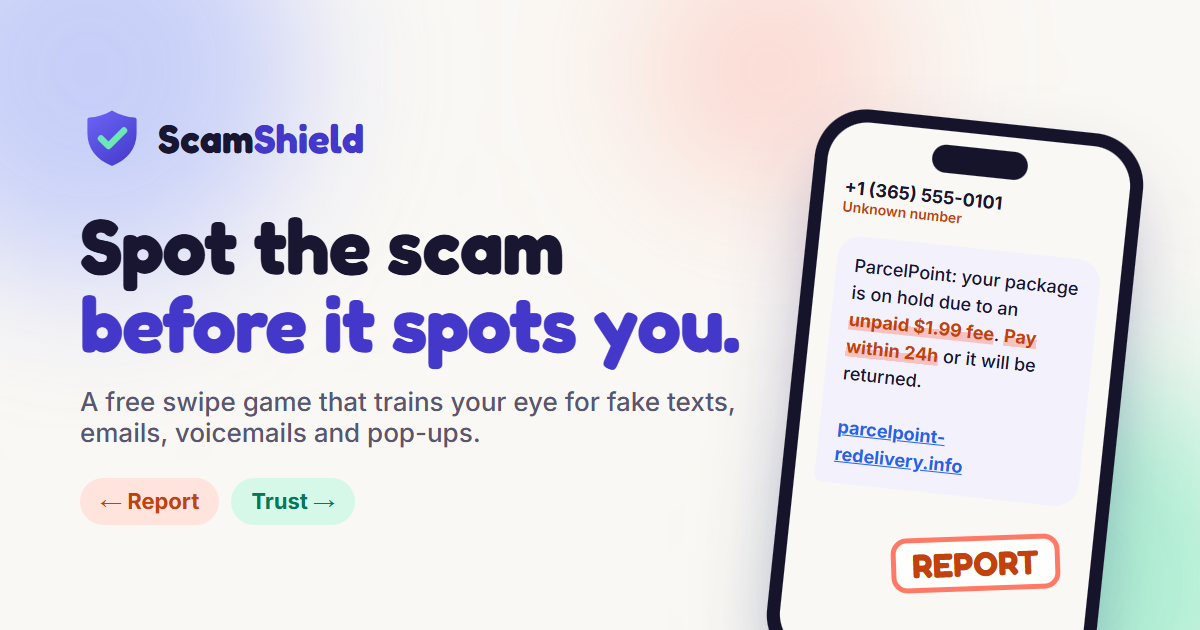 ScamShield
Spot the scam
before it spots you.
A free swipe game that trains your eye for fake texts,
emails, voicemails and pop-ups.
← Report
Trust →
+1 (365) 555-0101
Unknown number
ParcelPoint: your package
is on hold due to an
unpaid $1.99 fee. Pay
within 24h or it will be
returned.
parcelpoint-
redelivery.info
REPORT